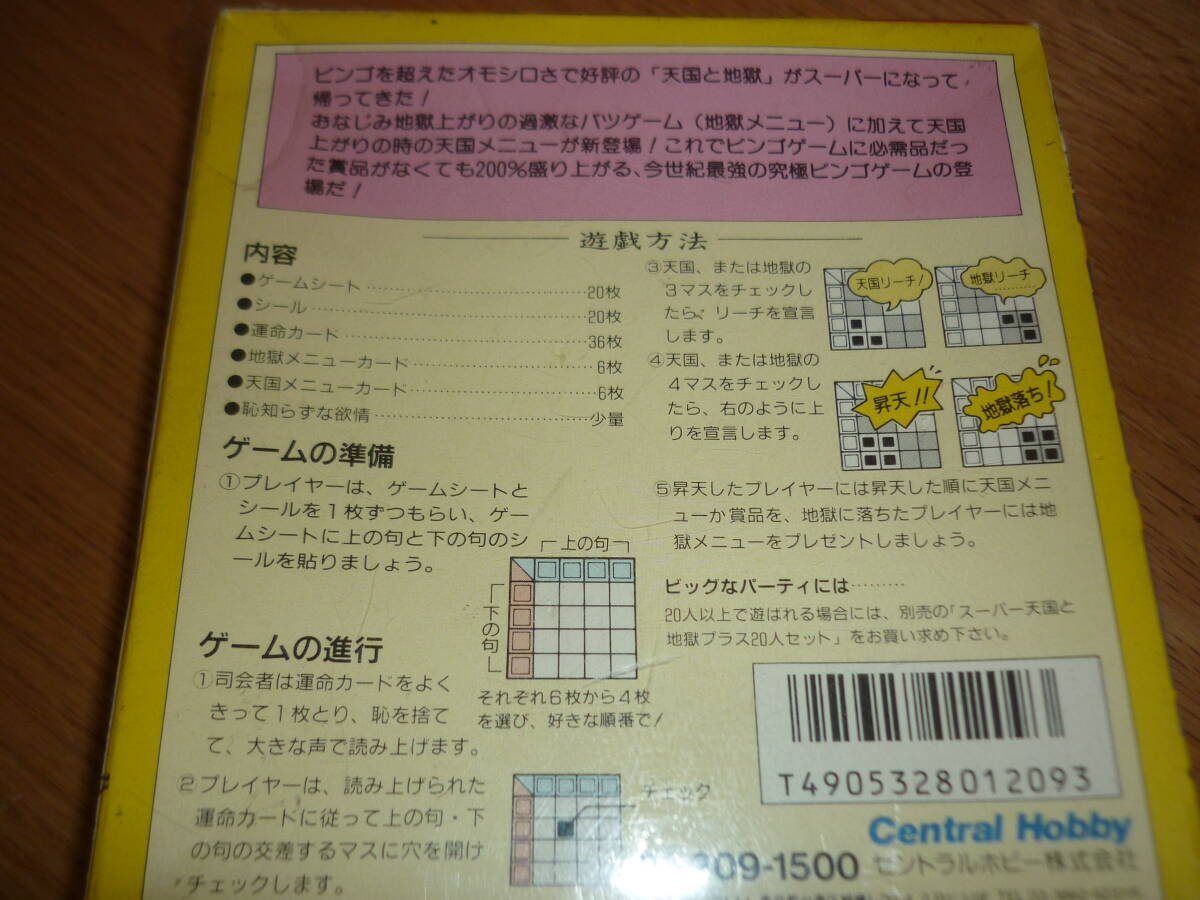 ビンゴを超えたオモシロさで好評の「天国と地獄」がスーパーになって
帰ってきた!
おなじみ地獄上がりの過激なバツゲーム(地獄メニュー)に加えて天国
上がりの時の天国メニューが新登場!これでビンゴゲームに必需品だっ
た賞品がなくても200%盛り上がる、今世紀最強の究極ビンゴゲームの登
場だ!
遊戯方法
内容
●ゲームシート………20枚
●シール………20枚
●運命カード………36枚
●地獄メニューカード………6枚
●天国メニューカード………6枚
●恥知らずな欲情………少量
ゲームの準備
①プレイヤーは、ゲームシートと
シールを1枚ずつもらい、ゲー
ムシートに上の句と下の句のシ
ールを貼りましょう。
上の句
下の句
それぞれ6枚から4枚
を選び、好きな順番で!
ゲームの進行
①司会者は運命カードをよく
きって1枚とり、恥を捨て
て、大きな声で読み上げます。
②プレイヤーは、読み上げられた
運命カードに従って上の句・下
の句の交差するマスに穴を開け
チェックします。
チェック
③天国、または地獄の
3マスをチェックし
たら、リーチを宣言
します。
天国リーチ!
地獄リーチ
④天国、または地獄の
4マスをチェックし
たら、右のように上
りを宣言します。
昇天!!
地獄落ち!
⑤昇天したプレイヤーには昇天した順に天国メニ
ューか賞品を、地獄に落ちたプレイヤーには地
獄メニューをプレゼントしましょう。
ビッグなパーティには………
20人以上で遊ばれる場合には、別売の「スーパー天国と
地獄プラス20人セット」をお買い求め下さい。
T4905328012093
Central Hobby
09-1500 セントラルホビー株式会社